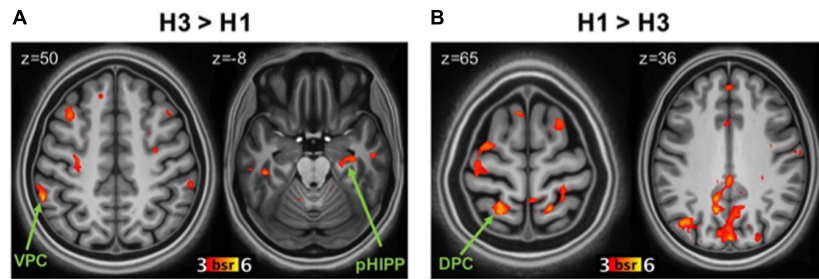 A
H3 > H1
z=50
z=-8
VPC
3 bsr 6
pHIPP
B
H1 > H3
z=65
z=36
DPC
3 bsr 6